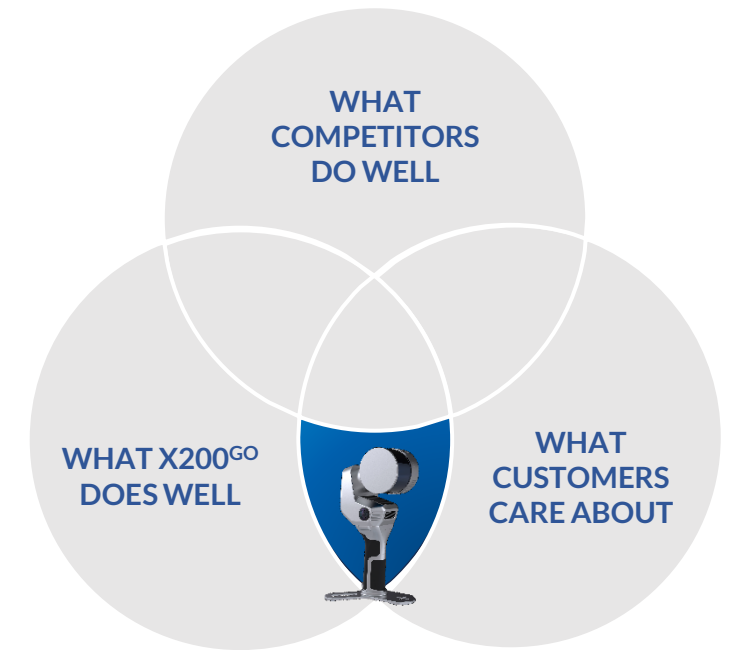 WHAT
COMPETITORS
DO WELL
WHAT X200GO
DOES WELL
WHAT
CUSTOMERS
CARE ABOUT